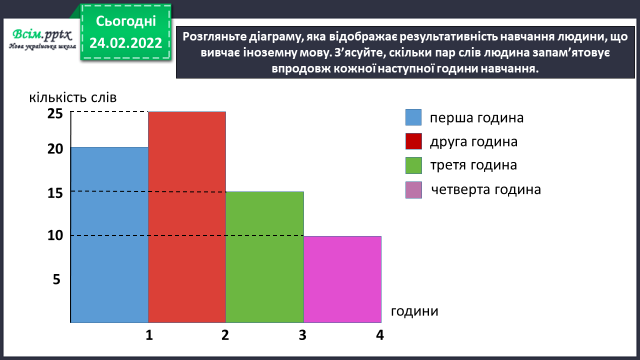 Всім.pptx
Нова українська школа
Сьогодні
24.02.2022
Розгляньте діаграму, яка відображає результативність навчання людини, що
вивчає іноземну мову. З’ясуйте, скільки пар слів людина запам’ятовує
впродовж кожної наступної години навчання.
кількість слів
25
20
15
10
5
1
2
3
4
години
перша година
друга година
третя година
четверта година